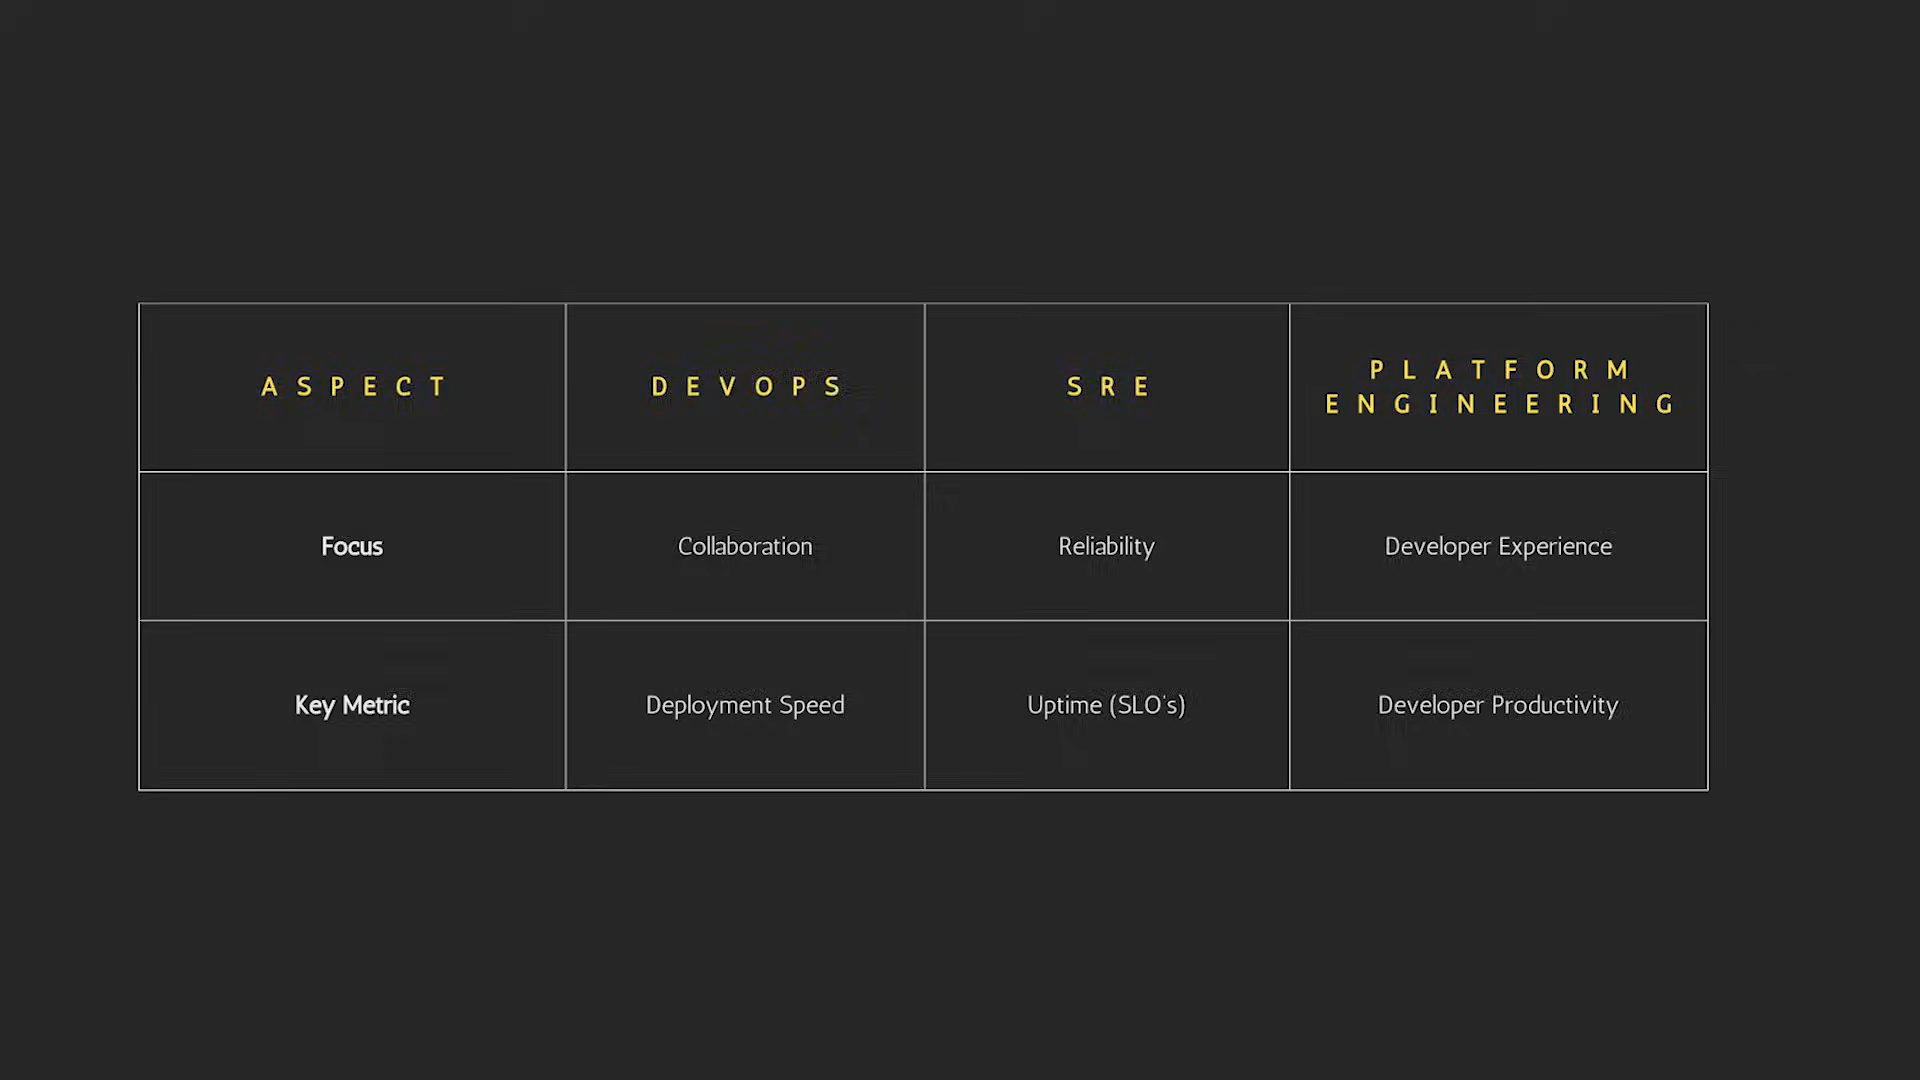 ASPECT
DEVOPS
SRE
PLATFORM
ENGINEERING
Focus
Collaboration
Reliability
Developer Experience
Key Metric
Deployment Speed
Uptime (SLO's)
Developer Productivity